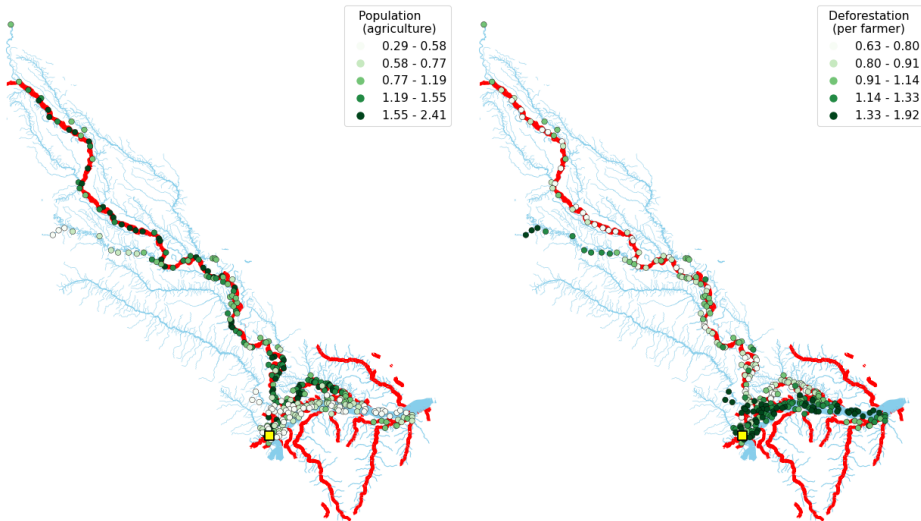 Population
(agriculture)
0.29 - 0.58
0.58 - 0.77
0.77 - 1.19
1.19 - 1.55
1.55 - 2.41
Deforestation
(per farmer)
0.63 - 0.80
0.80 - 0.91
0.91 - 1.14
1.14 - 1.33
1.33 - 1.92